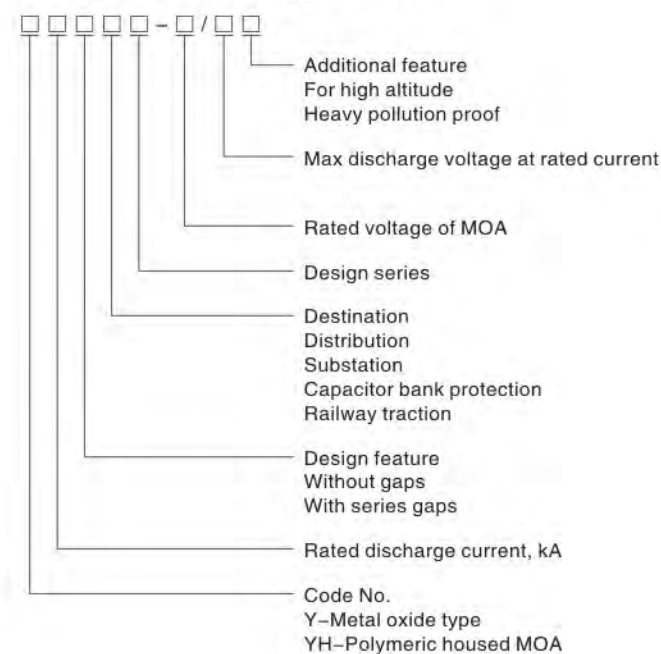 □□□□□-□/□□
Additional feature
For high altitude
Heavy pollution proof
Max discharge voltage at rated current
Rated voltage of MOA
Design series
Destination
Distribution
Substation
Capacitor bank protection
Railway traction
Design feature
Without gaps
With series gaps
Rated discharge current, kA
Code No.
Y–Metal oxide type
YH–Polymeric housed MOA